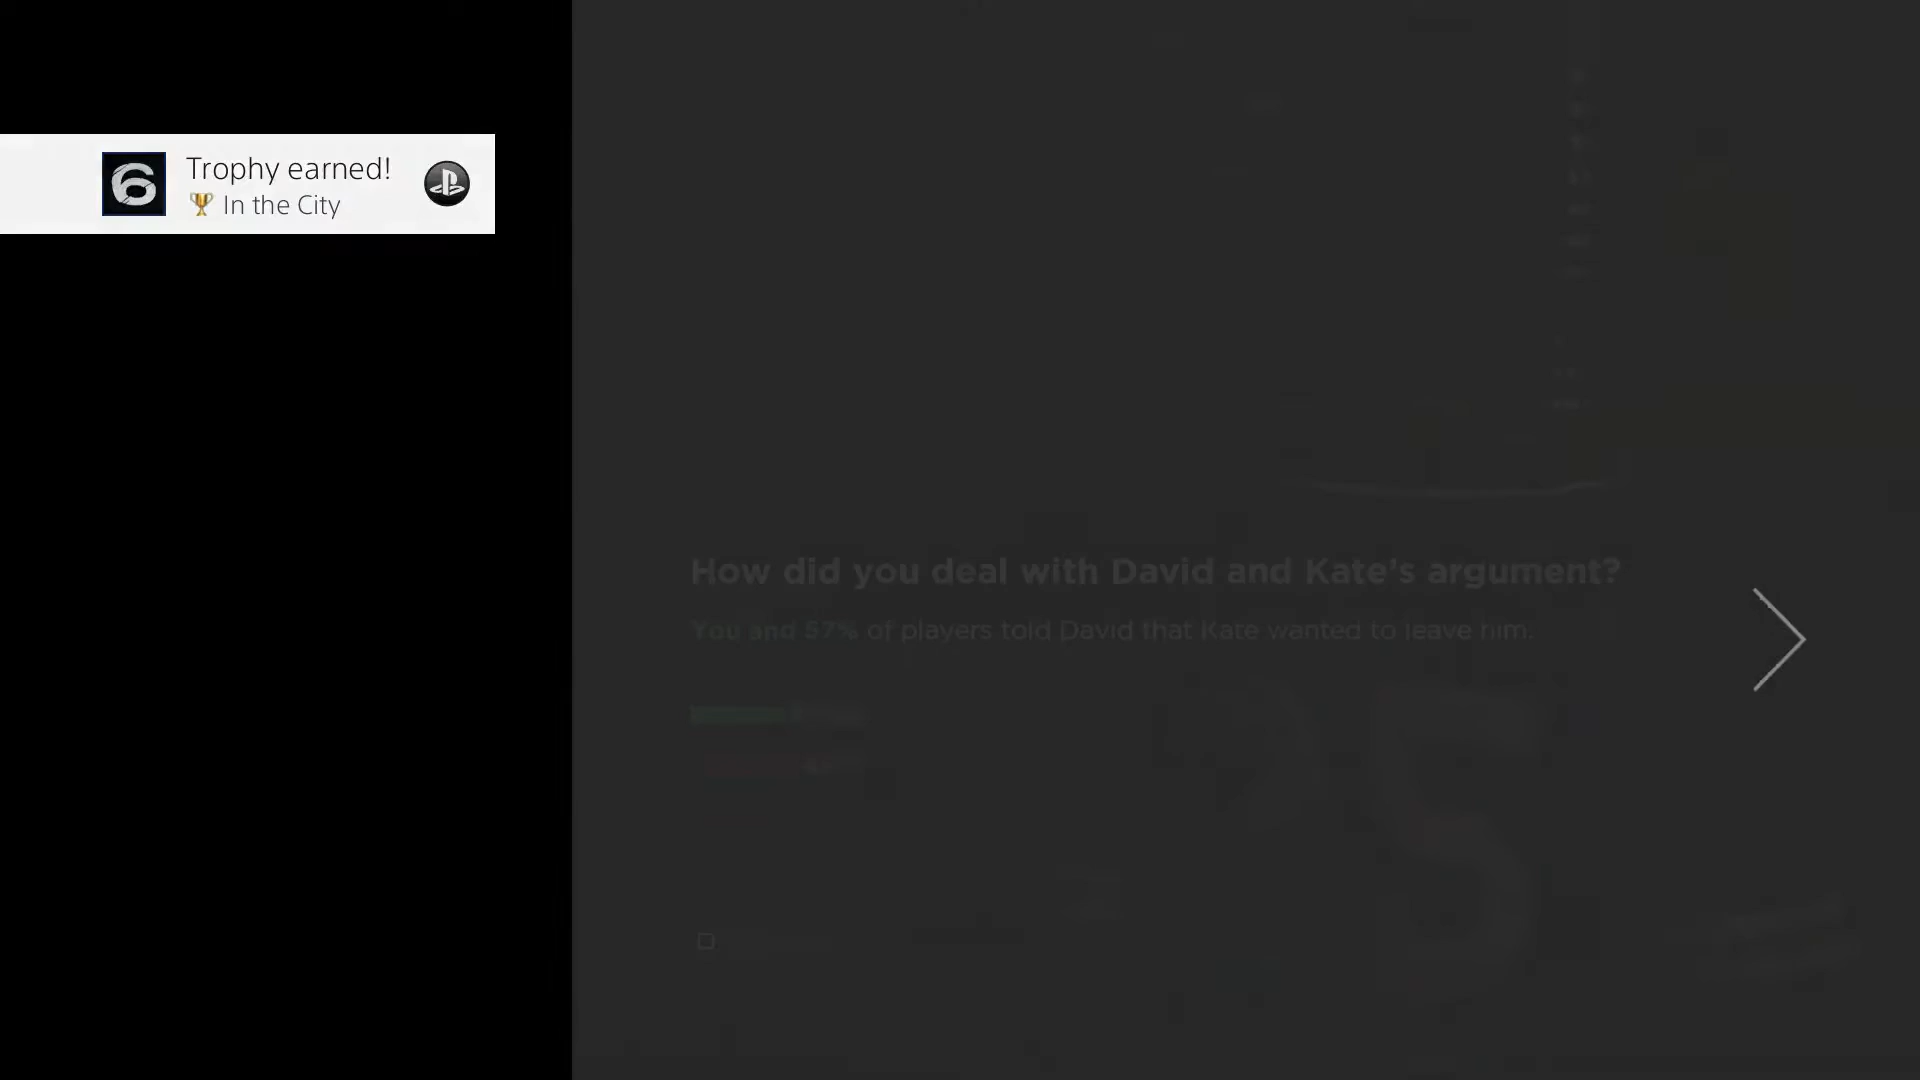 6
Trophy earned!
In the City
How did you deal with David and Kate's argument?
You and 57% of players told David that Kate wanted to leave him.